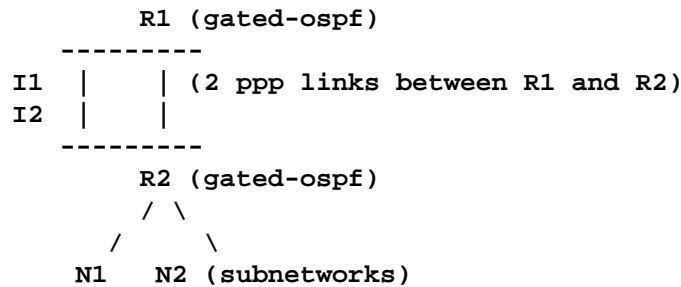 R1 (gated-ospf)
---------
I1 | | (2 ppp links between R1 and R2)
I2 | |
---------
R2 (gated-ospf)
/ \
/ \
N1 N2 (subnetworks)